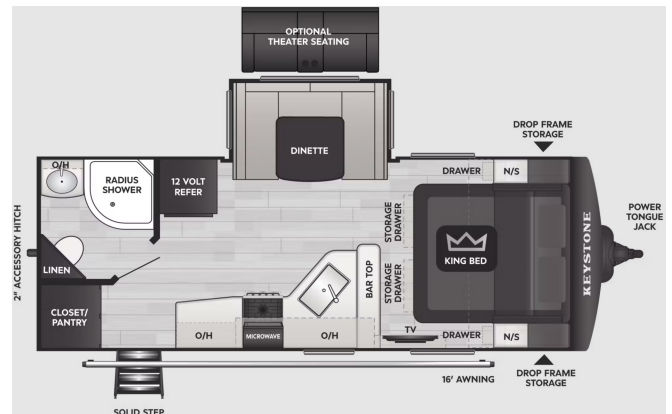 OPTIONAL
THEATER SEATING
DINETTE
DROP FRAME
STORAGE
O/H
RADIUS
SHOWER
12 VOLT
REFER
DRAWER
N/S
STORAGE
DRAWER
KING BED
KEYSTONE
POWER
TONGUE
JACK
2" ACCESSORY HITCH
LINEN
CLOSET/
PANTRY
BAR TOP
STORAGE
DRAWER
O/H
MICROWAVE
O/H
TV
DRAWER
N/S
16' AWNING
DROP FRAME
STORAGE
SOLID STEP